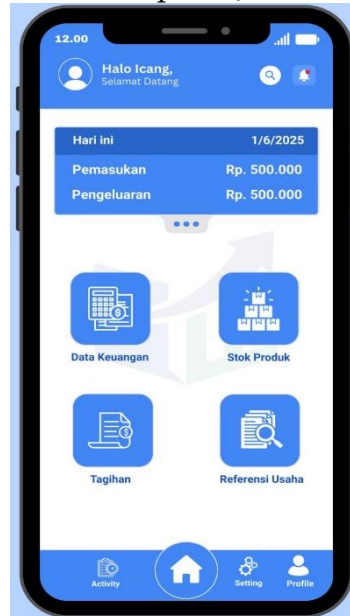 12.00
Halo Icang,
Selamat Datang
Hari ini 1/6/2025
Pemasukan Rp. 500.000
Pengeluaran Rp. 500.000
Data Keuangan Stok Produk
Tagihan Referensi Usaha
Activity Setting Profile